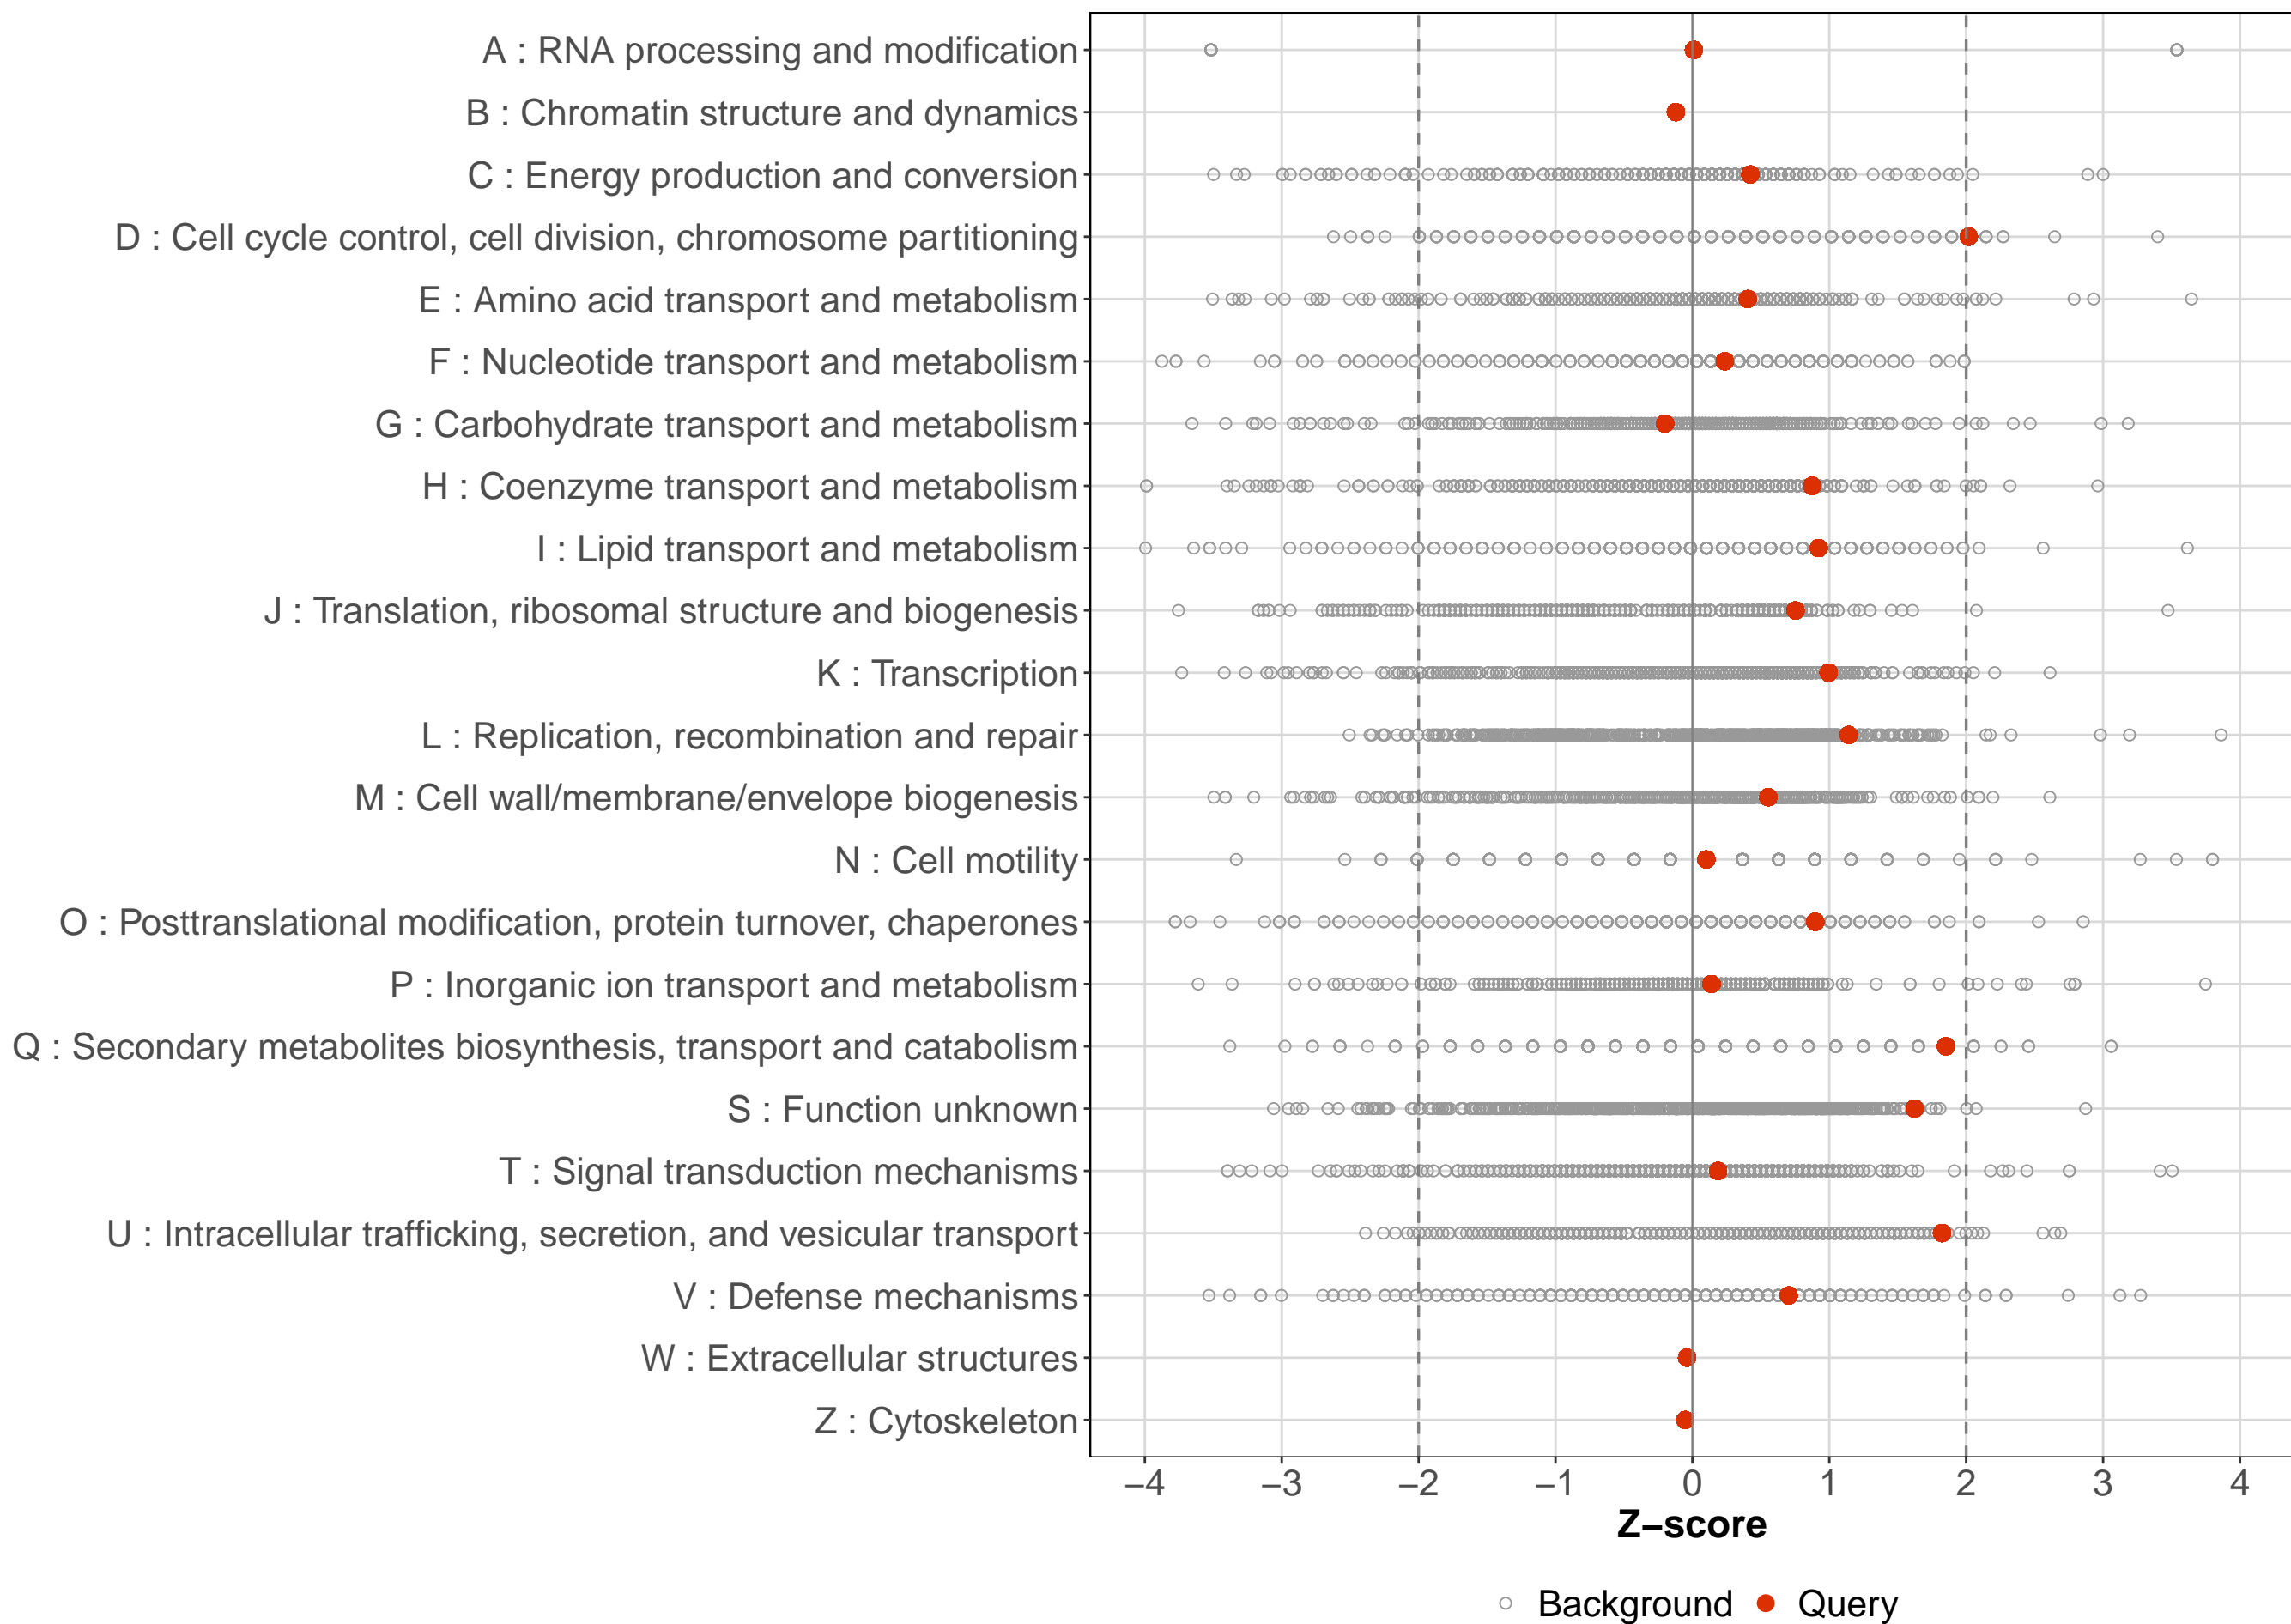 A : RNA processing and modification
B : Chromatin structure and dynamics
C : Energy production and conversion
D : Cell cycle control, cell division, chromosome partitioning
E : Amino acid transport and metabolism
F : Nucleotide transport and metabolism
G : Carbohydrate transport and metabolism
H : Coenzyme transport and metabolism
I : Lipid transport and metabolism
J : Translation, ribosomal structure and biogenesis
K : Transcription
L : Replication, recombination and repair
M : Cell wall/membrane/envelope biogenesis
N : Cell motility
O : Posttranslational modification, protein turnover, chaperones
P : Inorganic ion transport and metabolism
Q : Secondary metabolites biosynthesis, transport and catabolism
S : Function unknown
T : Signal transduction mechanisms
U : Intracellular trafficking, secretion, and vesicular transport
V : Defense mechanisms
W : Extracellular structures
Z : Cytoskeleton
−4 −3 −2 −1 0 1 2 3 4
Z−score
Background Query